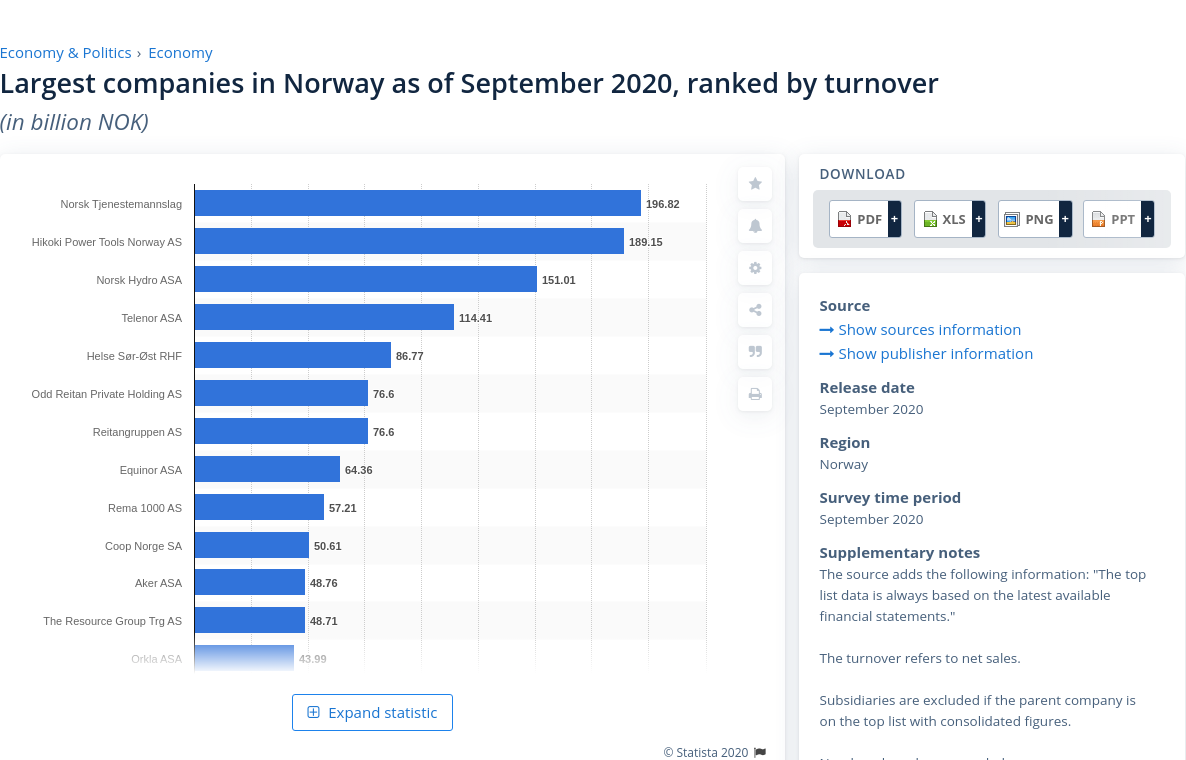 Economy & Politics › Economy
Largest companies in Norway as of September 2020, ranked by turnover
(in billion NOK)
Norsk Tjenestemannslag 196.82
Hikoki Power Tools Norway AS 189.15
Norsk Hydro ASA 151.01
Telenor ASA 114.41
Helse Sør-Øst RHF 86.77
Odd Reitan Private Holding AS 76.6
Reitangruppen AS 76.6
Equinor ASA 64.36
Rema 1000 AS 57.21
Coop Norge SA 50.61
Aker ASA 48.76
The Resource Group Trg AS 48.71
Orkla ASA 43.99
Expand statistic
© Statista 2020
DOWNLOAD
PDF + XLS + PNG + PPT +
Source
Show sources information
Show publisher information
Release date
September 2020
Region
Norway
Survey time period
September 2020
Supplementary notes
The source adds the following information: "The top
list data is always based on the latest available
financial statements."
The turnover refers to net sales.
Subsidiaries are excluded if the parent company is
on the top list with consolidated figures.